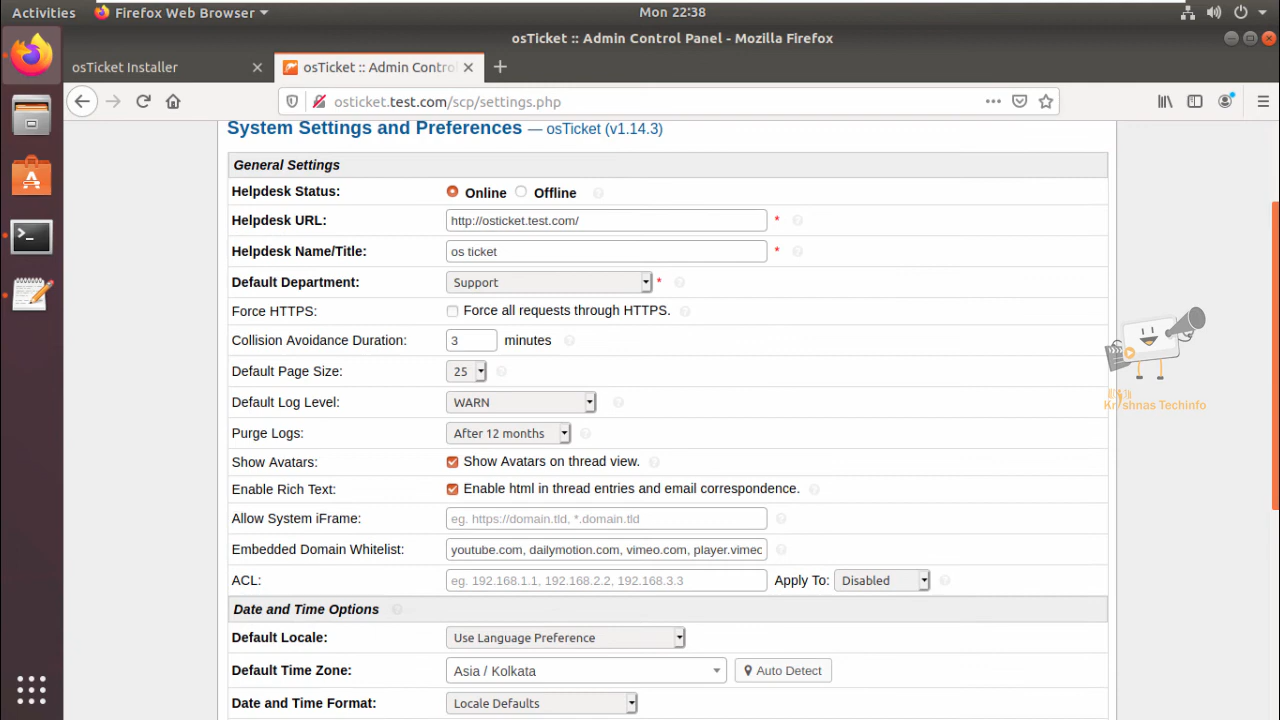 Activities Firefox Web Browser Mon 22:38
osTicket :: Admin Control Panel - Mozilla Firefox
osTicket Installer osTicket :: Admin Contro
osticket.test.com/scp/settings.php
System Settings and Preferences — osTicket (v1.14.3)
General Settings
Helpdesk Status: Online Offline
Helpdesk URL: http://osticket.test.com/ *
Helpdesk Name/Title: os ticket *
Default Department: Support *
Force HTTPS: Force all requests through HTTPS.
Collision Avoidance Duration: 3 minutes
Default Page Size: 25
Default Log Level: WARN
Purge Logs: After 12 months
Show Avatars: Show Avatars on thread view.
Enable Rich Text: Enable html in thread entries and email correspondence.
Allow System iFrame: eg. https://domain.tld, *.domain.tld
Embedded Domain Whitelist: youtube.com, dailymotion.com, vimeo.com, player.vimeo
ACL: eg. 192.168.1.1, 192.168.2.2, 192.168.3.3 Apply To: Disabled
Date and Time Options
Default Locale: Use Language Preference
Default Time Zone: Asia / Kolkata Auto Detect
Date and Time Format: Locale Defaults
Krishnas Techinfo